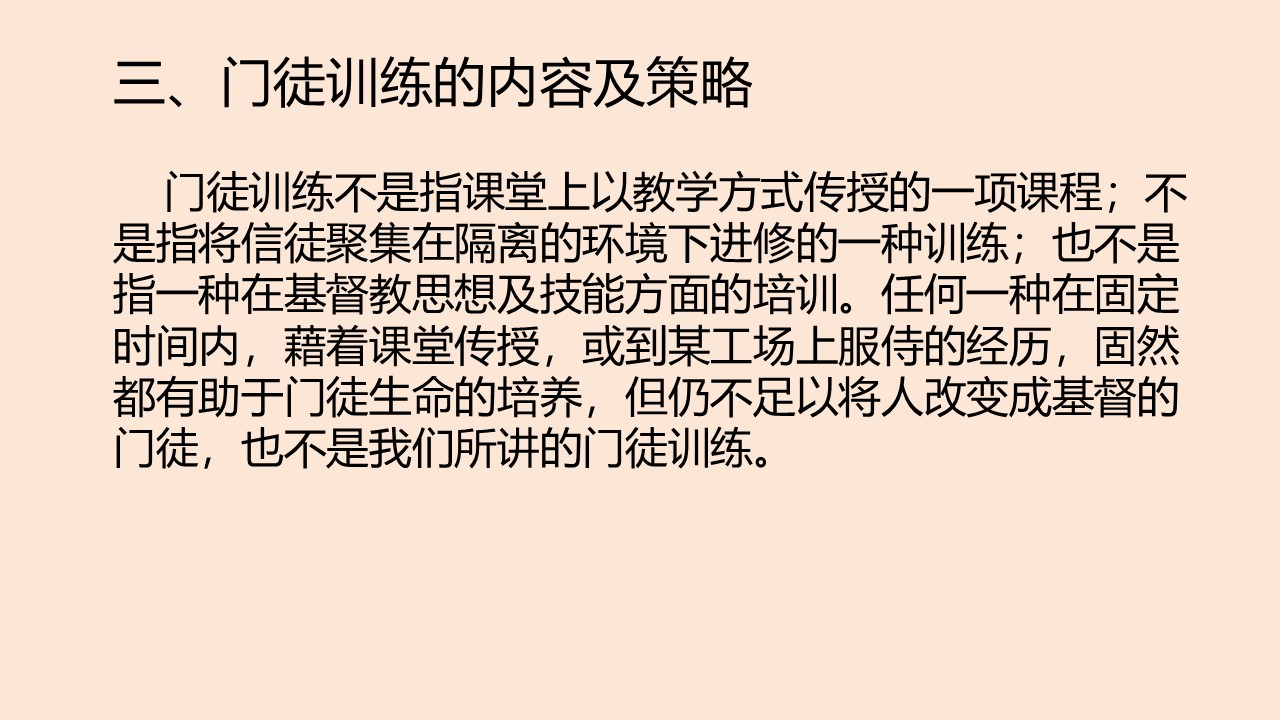 三、门徒训练的内容及策略
门徒训练不是指课堂上以教学方式传授的一项课程；不
是指将信徒聚集在隔离的环境下进修的一种训练；也不是
指一种在基督教思想及技能方面的培训。任何一种在固定
时间内，藉着课堂传授，或到某工场上服侍的经历，固然
都有助于门徒生命的培养，但仍不足以将人改变成基督的
门徒，也不是我们所讲的门徒训练。